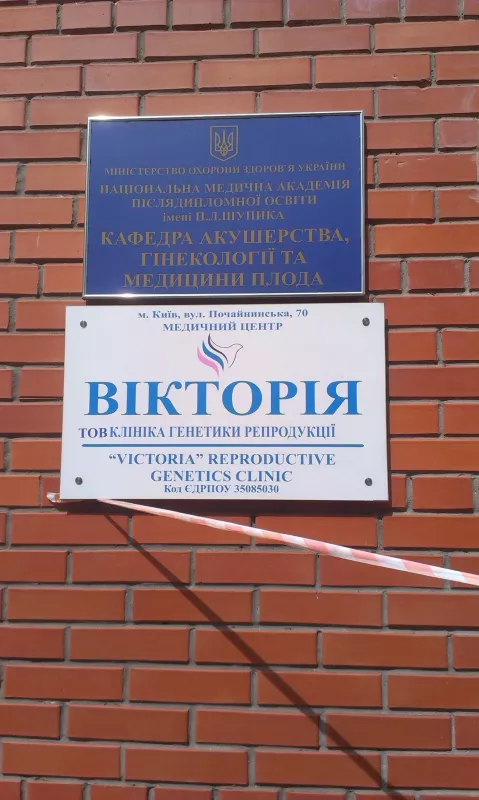 МІНІСТЕРСТВО ОХОРОНИ ЗДОРОВ'Я УКРАЇНИ
НАЦІОНАЛЬНА МЕДИЧНА АКАДЕМІЯ
ПІСЛЯДИПЛОМНОЇ ОСВІТИ
імені П.Л.ШУПИКА
КАФЕДРА АКУШЕРСТВА,
ГІНЕКОЛОГІЇ ТА
МЕДИЦИНИ ПЛОДА
м. Київ, вул. Почайнинська, 70
МЕДИЧНИЙ ЦЕНТР
ВІКТОРІЯ
ТОВ КЛІНІКА ГЕНЕТИКИ РЕПРОДУКЦІЇ
“VICTORIA” REPRODUCTIVE
GENETICS CLINIC
Код ЄДРПОУ 35085030